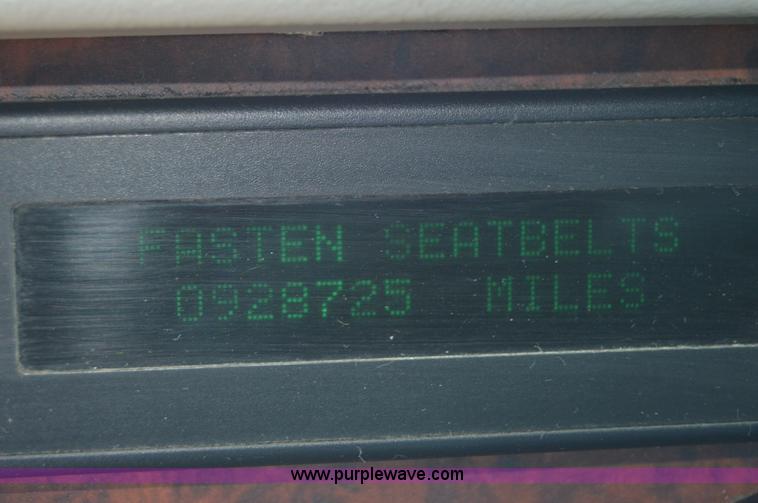 FASTEN SEATBELTS
0928725 MILES
www.purplewave.com